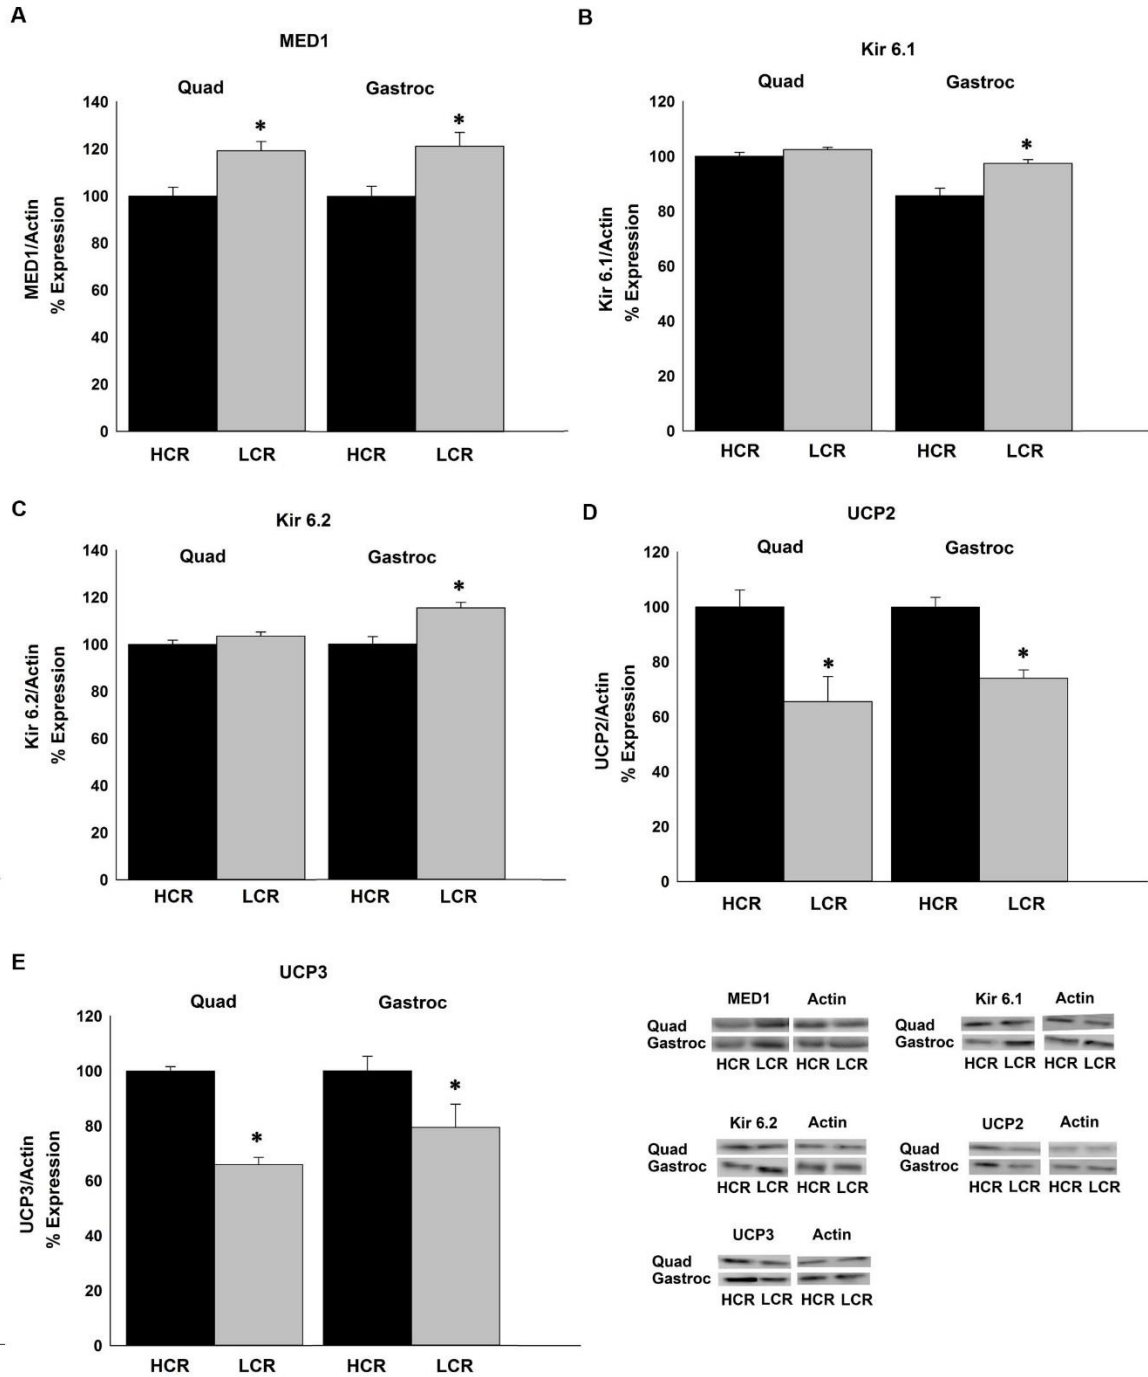 A
MED1
Quad Gastroc
MED1/Actin
% Expression
140
120
100
80
60
40
20
0
* *
HCR LCR HCR LCR
B
Kir 6.1
Quad Gastroc
Kir 6.1/Actin
% Expression
120
100
80
60
40
20
0
*
HCR LCR HCR LCR
C
Kir 6.2
Quad Gastroc
Kir 6.2/Actin
% Expression
140
120
100
80
60
40
20
0
*
HCR LCR HCR LCR
D
UCP2
Quad Gastroc
UCP2/Actin
% Expression
120
100
80
60
40
20
0
* *
HCR LCR HCR LCR
E
UCP3
Quad Gastroc
UCP3/Actin
% Expression
120
100
80
60
40
20
0
* *
HCR LCR HCR LCR
MED1 Actin
Quad
Gastroc
HCR LCR HCR LCR
Kir 6.1 Actin
Quad
Gastroc
HCR LCR HCR LCR
Kir 6.2 Actin
Quad
Gastroc
HCR LCR HCR LCR
UCP2 Actin
Quad
Gastroc
HCR LCR HCR LCR
UCP3 Actin
Quad
Gastroc
HCR LCR HCR LCR